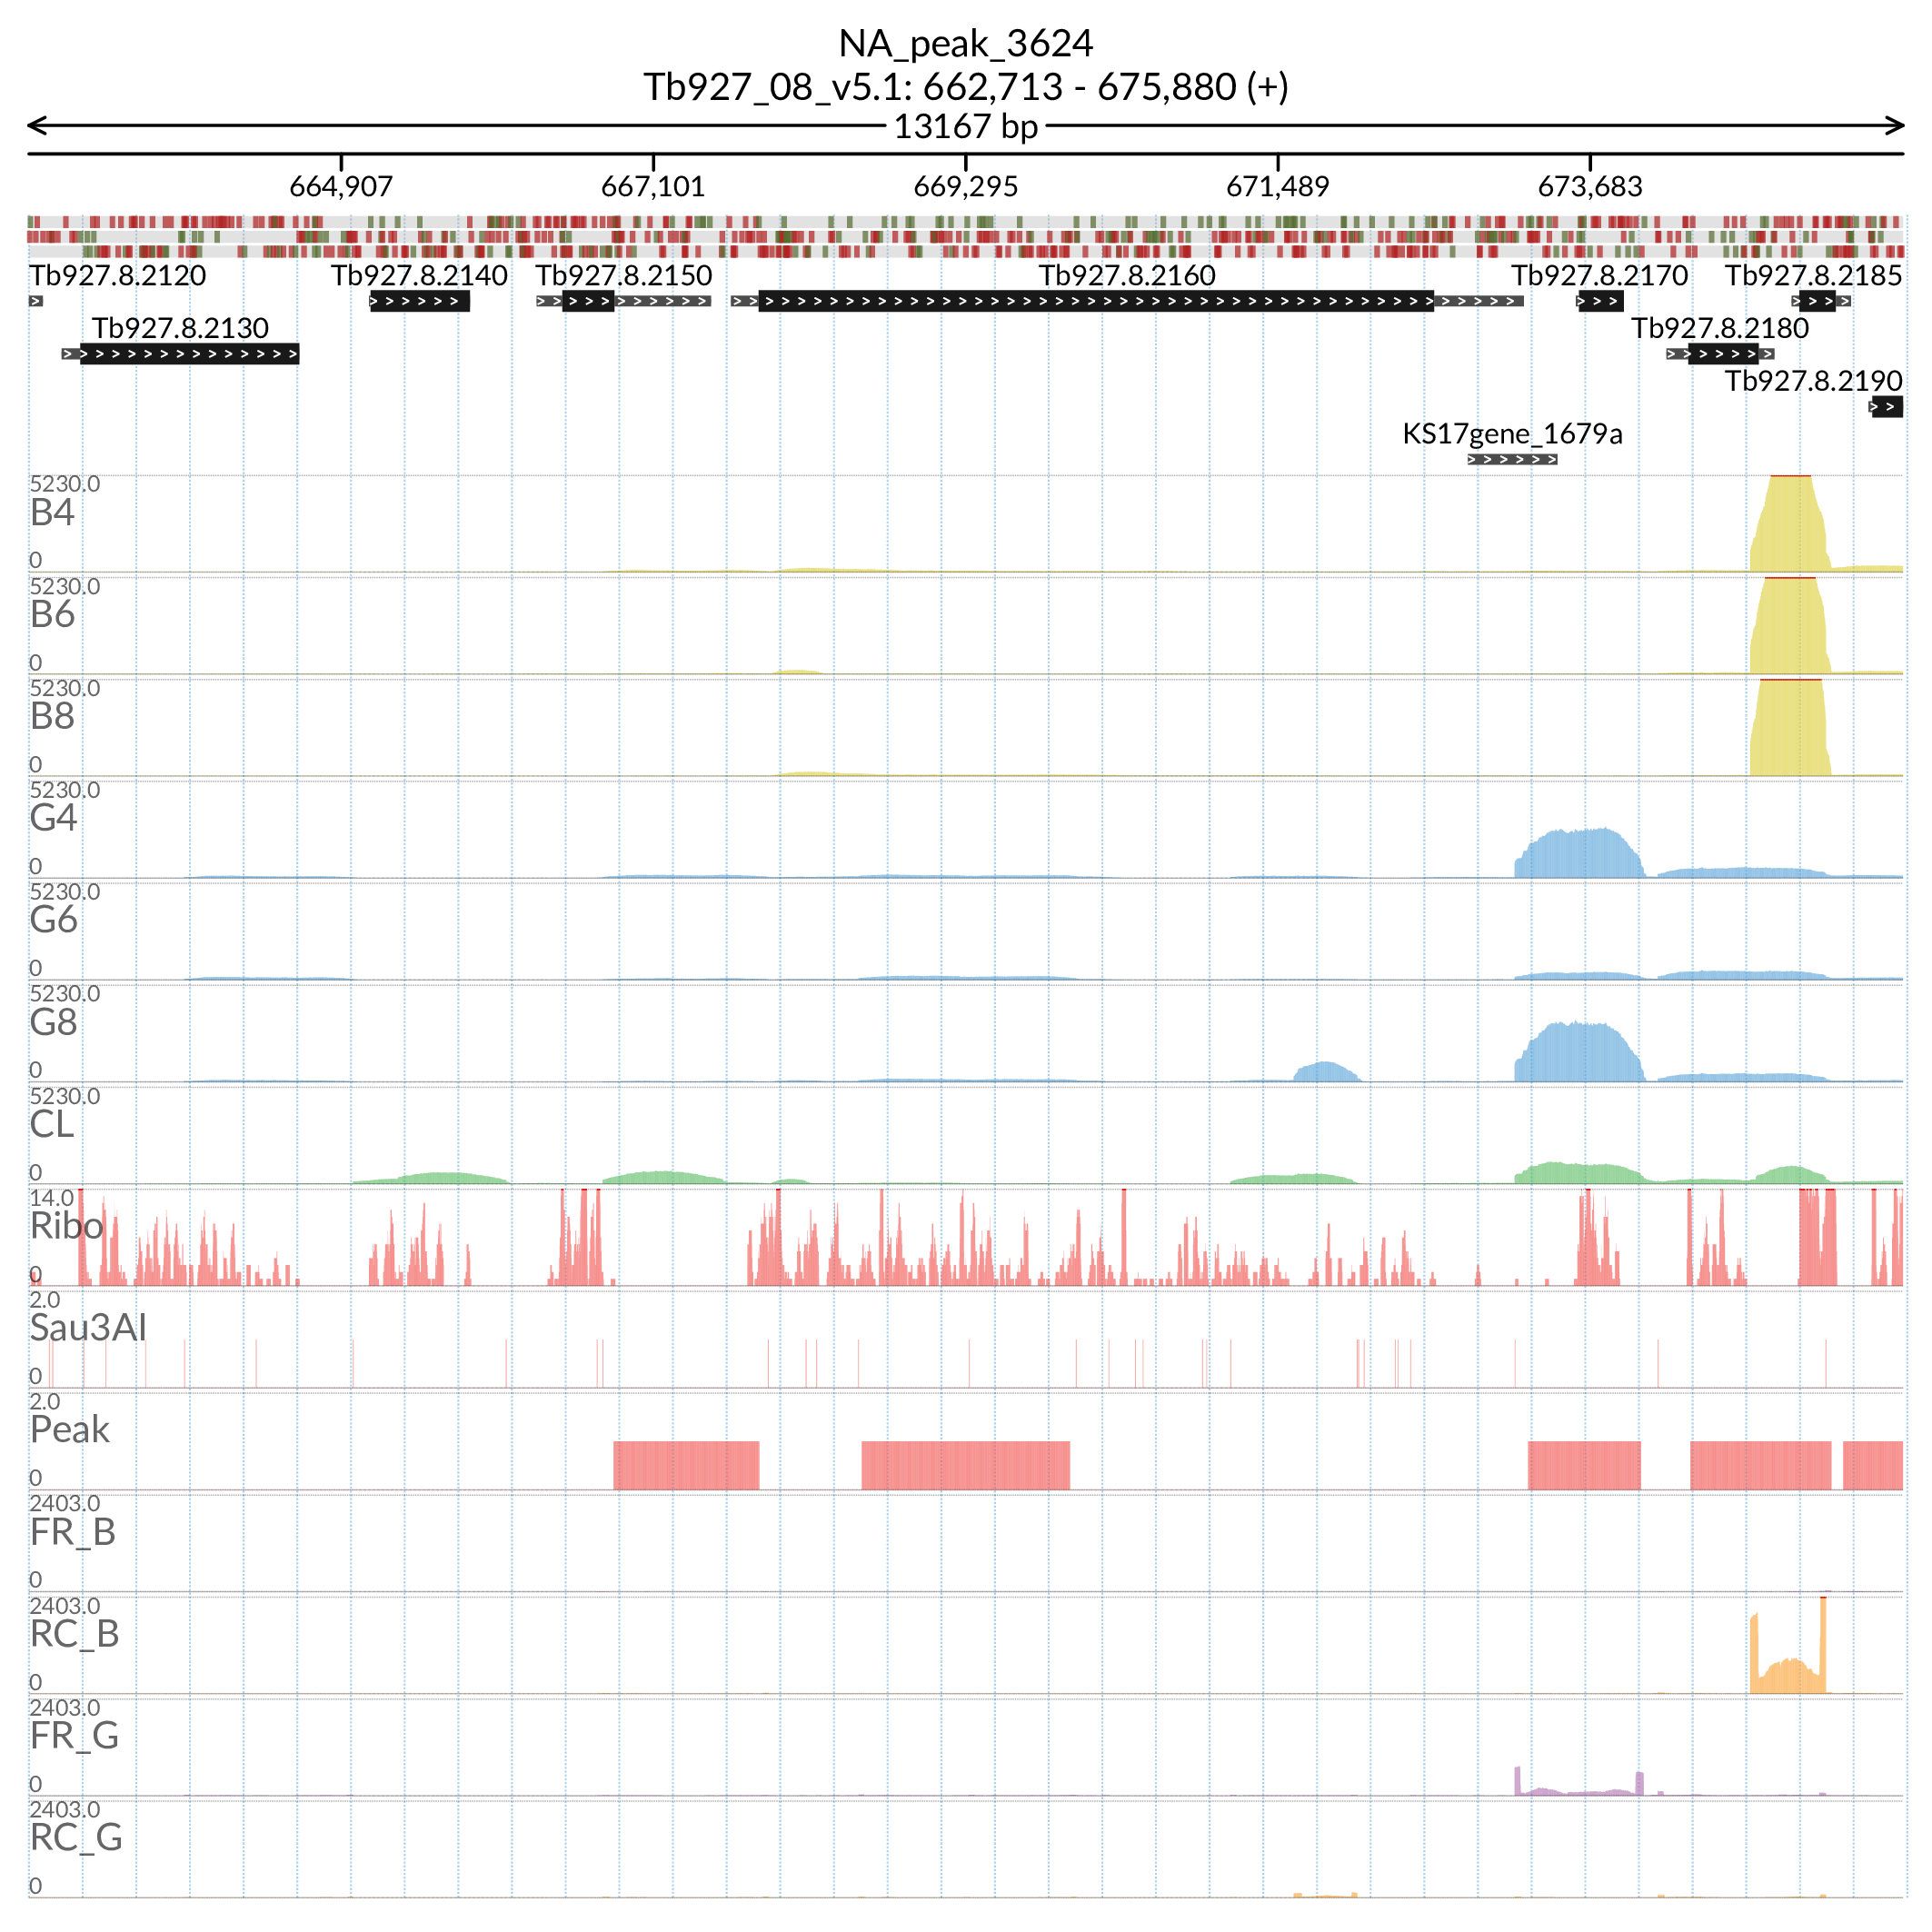 NA_peak_3624
Tb927_08_v5.1: 662,713 - 675,880 (+)
13167 bp
664,907 667,101 669,295 671,489 673,683
Tb927.8.2120 Tb927.8.2140 Tb927.8.2150 Tb927.8.2160 Tb927.8.2170 Tb927.8.2185
Tb927.8.2130 Tb927.8.2180
Tb927.8.2190
KS17gene_1679a
5230.0
B4
0
5230.0
B6
0
5230.0
B8
0
5230.0
G4
0
5230.0
G6
0
5230.0
G8
0
5230.0
CL
0
14.0
Ribo
0
2.0
Sau3AI
0
2.0
Peak
0
2403.0
FR_B
0
2403.0
RC_B
0
2403.0
FR_G
0
2403.0
RC_G
0